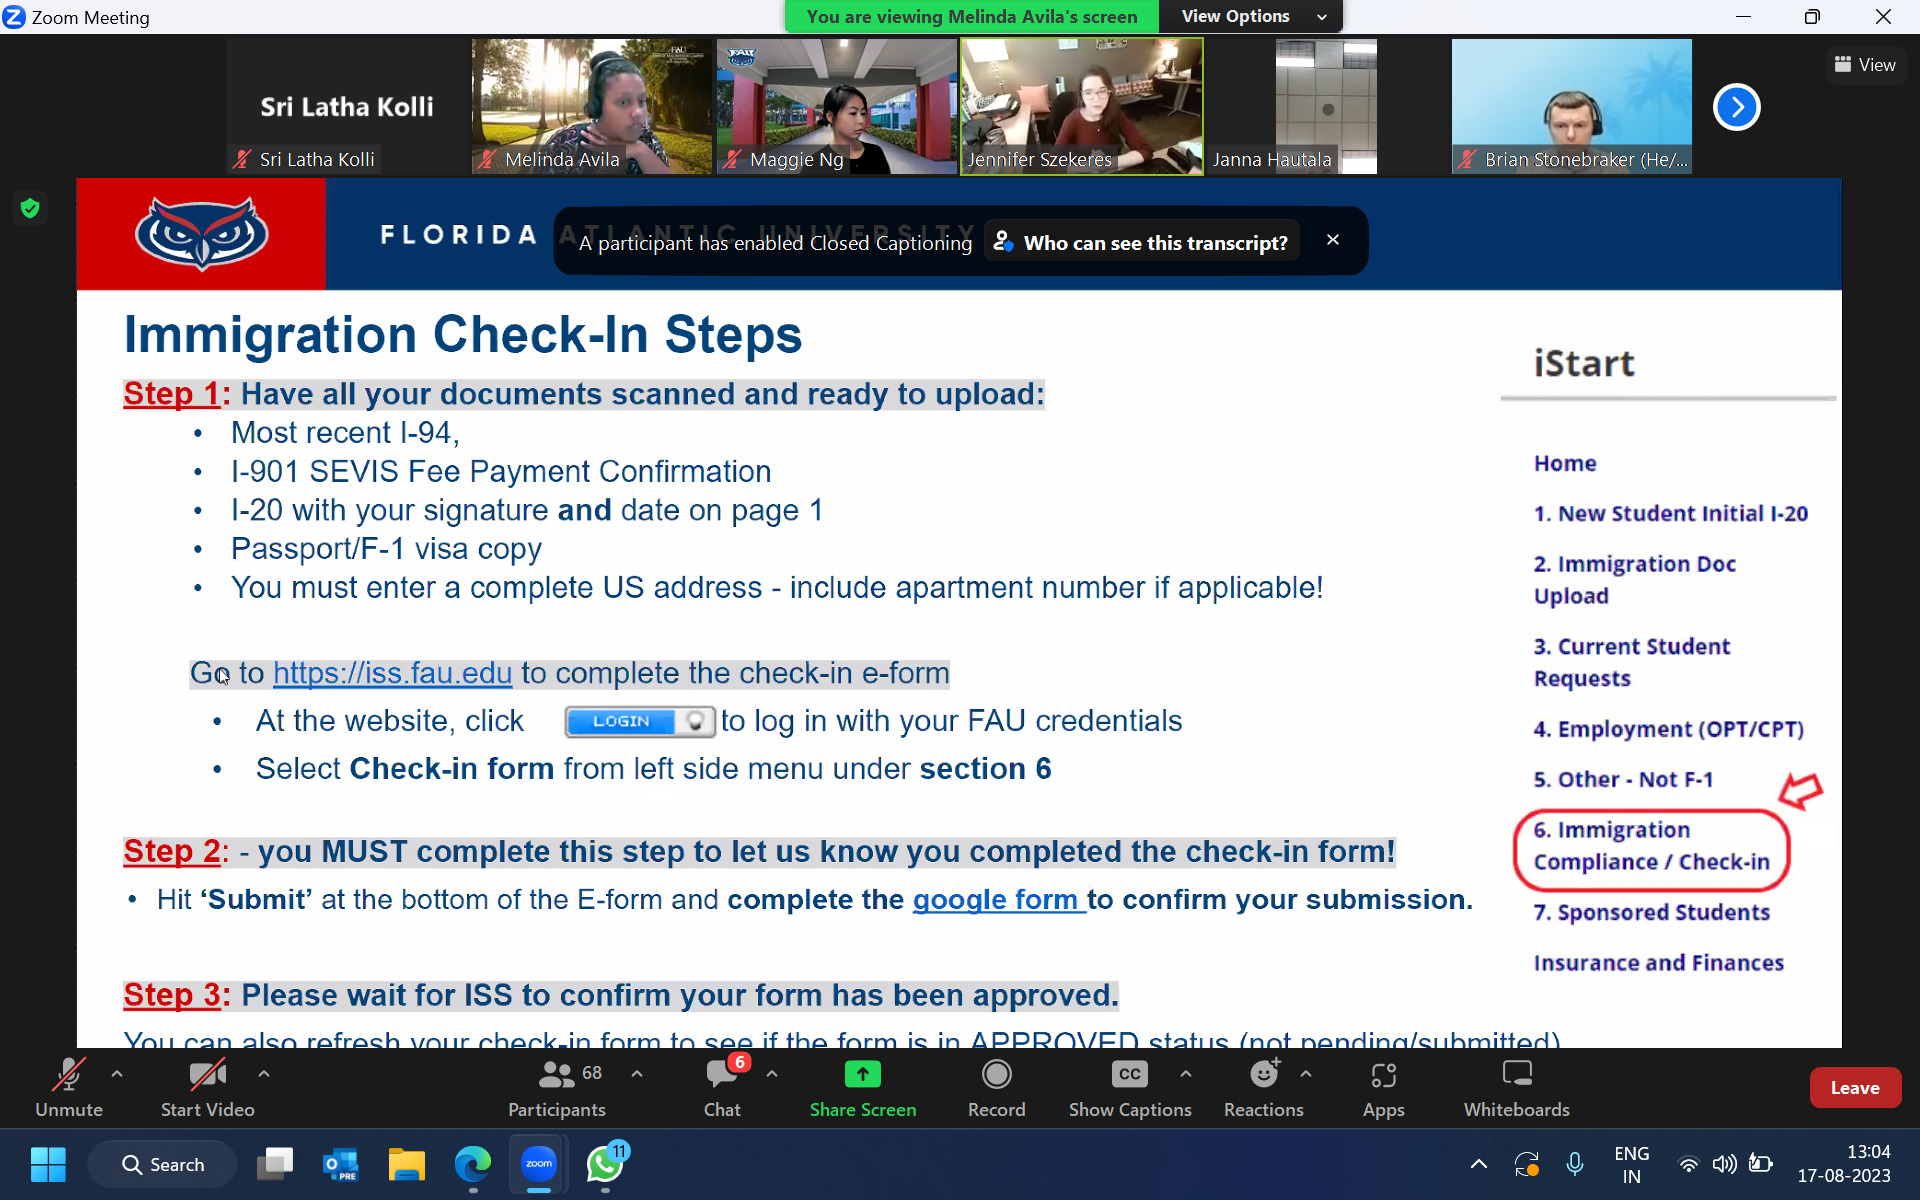 Zoom Meeting
You are viewing Melinda Avila's screen
View Options
Sri Latha Kolli
FAU
FAU
View
Sri Latha Kolli
Melinda Avila
Maggie Ng
Jennifer Szekeres
Janna Hautala
Brian Stonebraker (He/...
FLORIDA ATLANTIC UNIVERSITY
A participant has enabled Closed Captioning
Who can see this transcript?
Immigration Check-In Steps
Step 1: Have all your documents scanned and ready to upload:
• Most recent I-94,
• I-901 SEVIS Fee Payment Confirmation
• I-20 with your signature and date on page 1
• Passport/F-1 visa copy
• You must enter a complete US address - include apartment number if applicable!
Go to https://iss.fau.edu to complete the check-in e-form
• At the website, click LOGIN to log in with your FAU credentials
• Select Check-in form from left side menu under section 6
Step 2: - you MUST complete this step to let us know you completed the check-in form!
• Hit ‘Submit’ at the bottom of the E-form and complete the google form to confirm your submission.
Step 3: Please wait for ISS to confirm your form has been approved.
You can also refresh your check-in form to see if the form is in APPROVED status (not pending/submitted)
iStart
Home
1. New Student Initial I-20
2. Immigration Doc
Upload
3. Current Student
Requests
4. Employment (OPT/CPT)
5. Other - Not F-1
6. Immigration
Compliance / Check-in
7. Sponsored Students
Insurance and Finances
Unmute
Start Video
68
Participants
6
Chat
Share Screen
Record
CC
Show Captions
Reactions
Apps
Whiteboards
Leave
Search
PRE
zoom
11
ENG
IN
13:04
17-08-2023